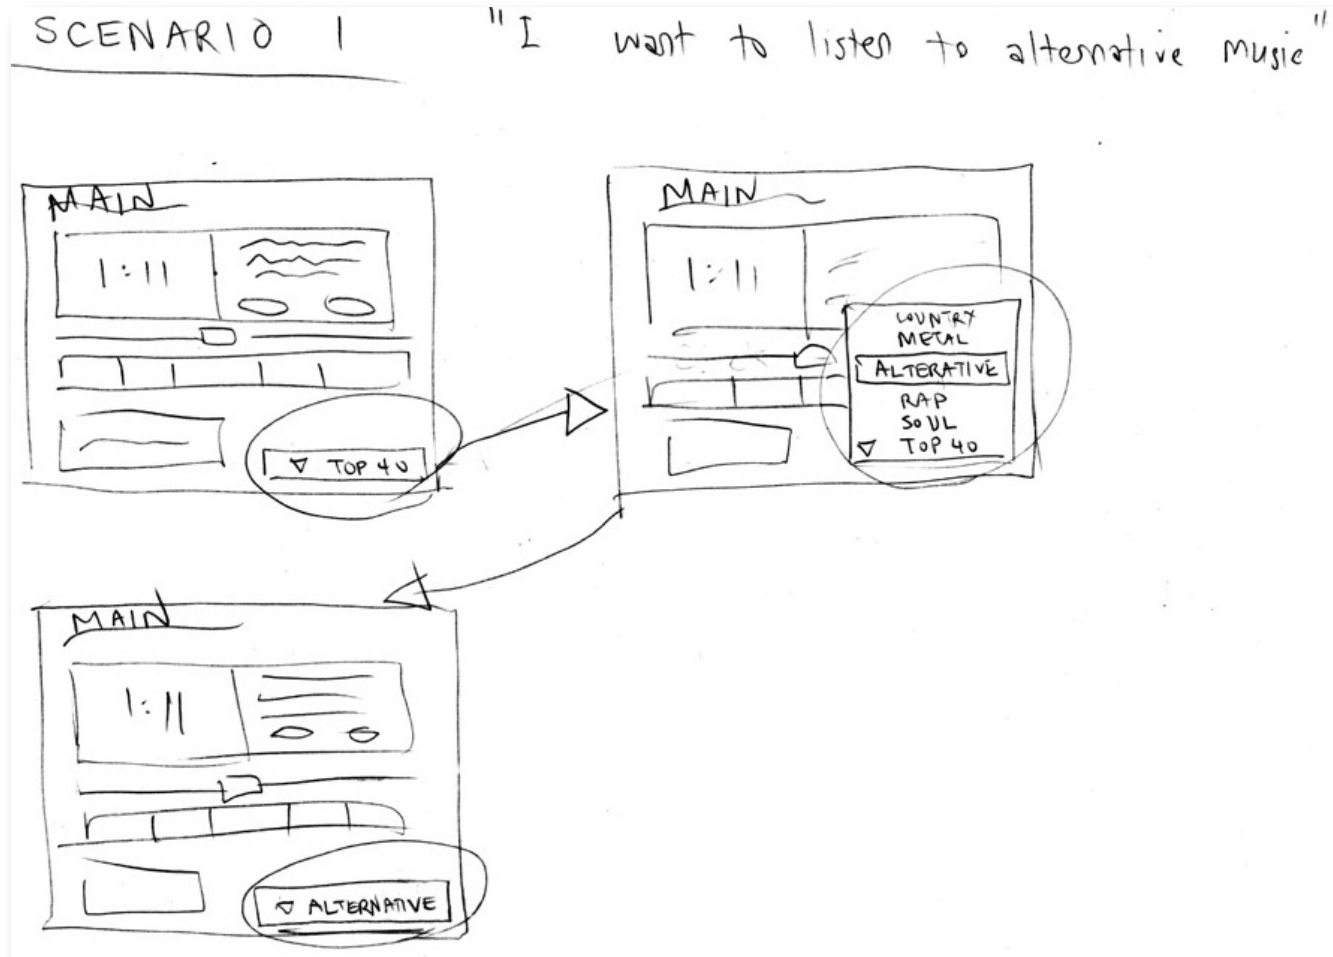 SCENARIO 1
"I want to listen to alternative music"
MAIN
1:11
TOP 40
MAIN
1:11
COUNTRY
METAL
ALTERATIVE
RAP
SOUL
TOP 40
MAIN
1:11
ALTERNATIVE